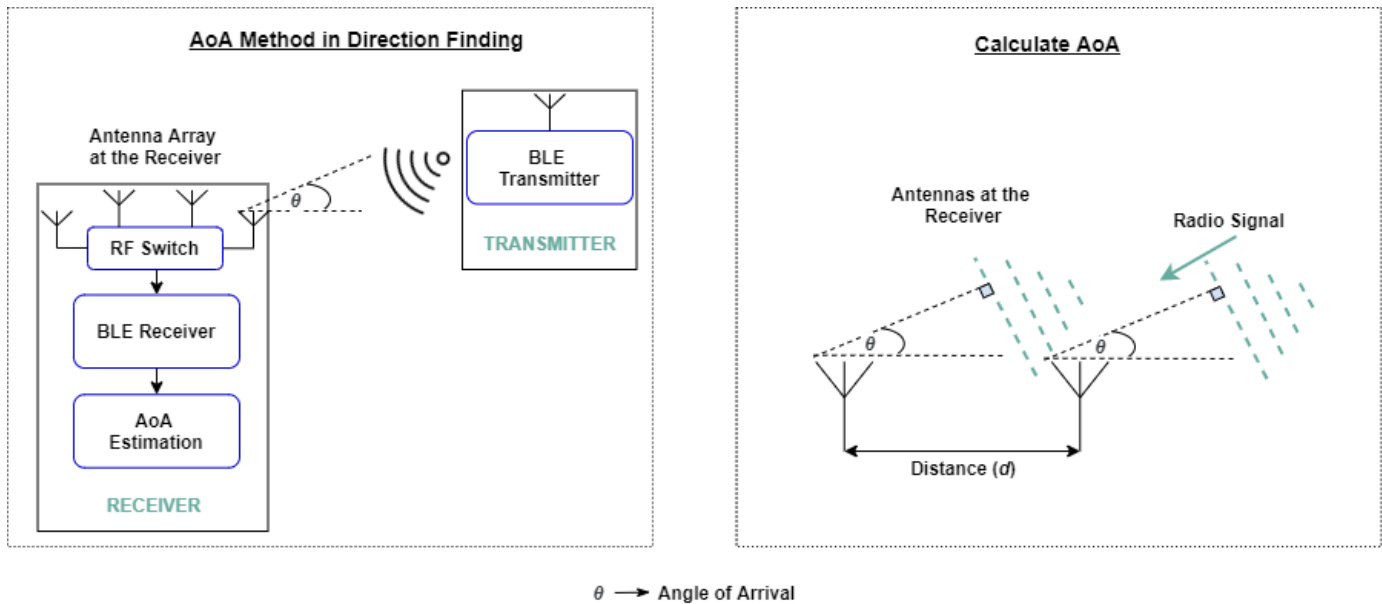 AoA Method in Direction Finding
Antenna Array
at the Receiver
θ
RF Switch
BLE Receiver
AoA
Estimation
RECEIVER
BLE
Transmitter
TRANSMITTER
Calculate AoA
Antennas at the
Receiver
Radio Signal
θ
θ
Distance (d)
θ → Angle of Arrival